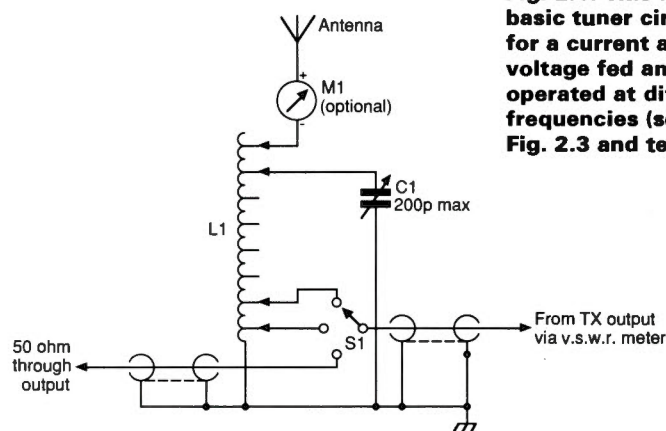 basic tuner cir
for a current a
voltage fed an
operated at di
frequencies (s
Fig. 2.3 and te
Antenna
+
M1
(optional)
-
C1
200p max
L1
S1
From TX output
via v.s.w.r. meter
50 ohm
through
output